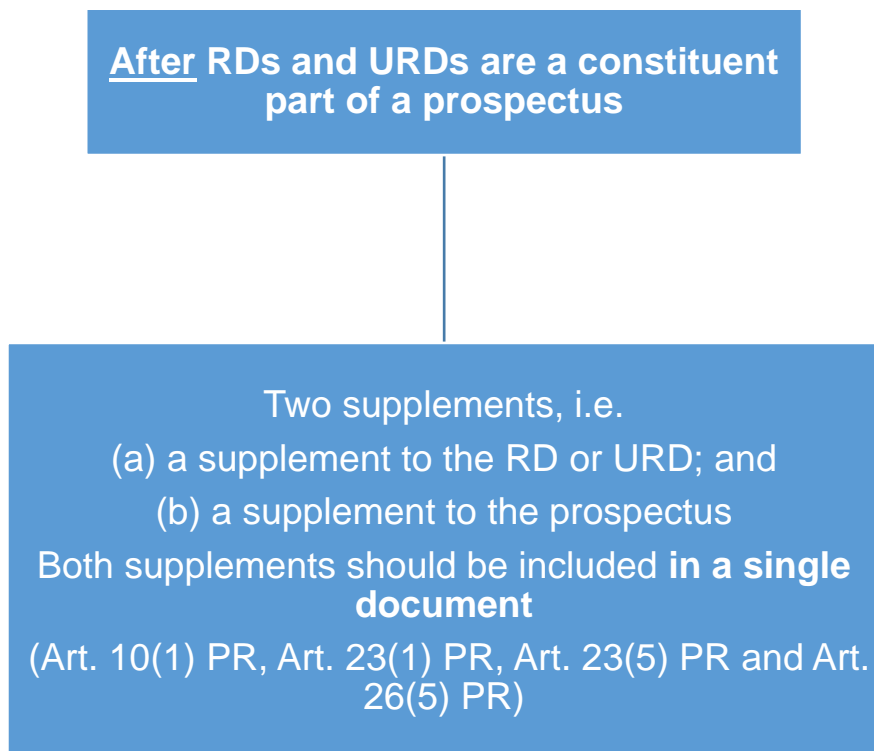 After RDs and URDs are a constituent
part of a prospectus
Two supplements, i.e.
(a) a supplement to the RD or URD; and
(b) a supplement to the prospectus
Both supplements should be included in a single
document
(Art. 10(1) PR, Art. 23(1) PR, Art. 23(5) PR and Art.
26(5) PR)